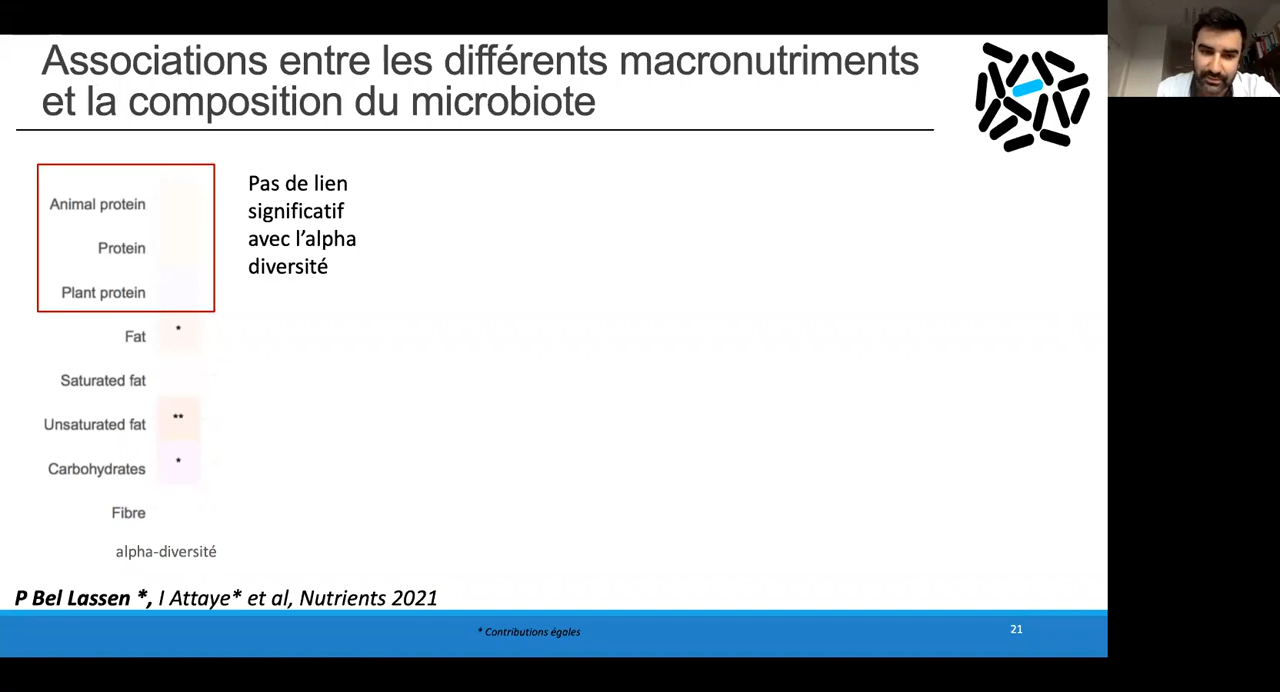 Associations entre les différents macronutriments
et la composition du microbiote
Animal protein
Protein
Plant protein
Fat *
Saturated fat
Unsaturated fat **
Carbohydrates *
Fibre
alpha-diversité
Pas de lien
significatif
avec l’alpha
diversité
P Bel Lassen *, I Attaye* et al, Nutrients 2021
* Contributions égales
21